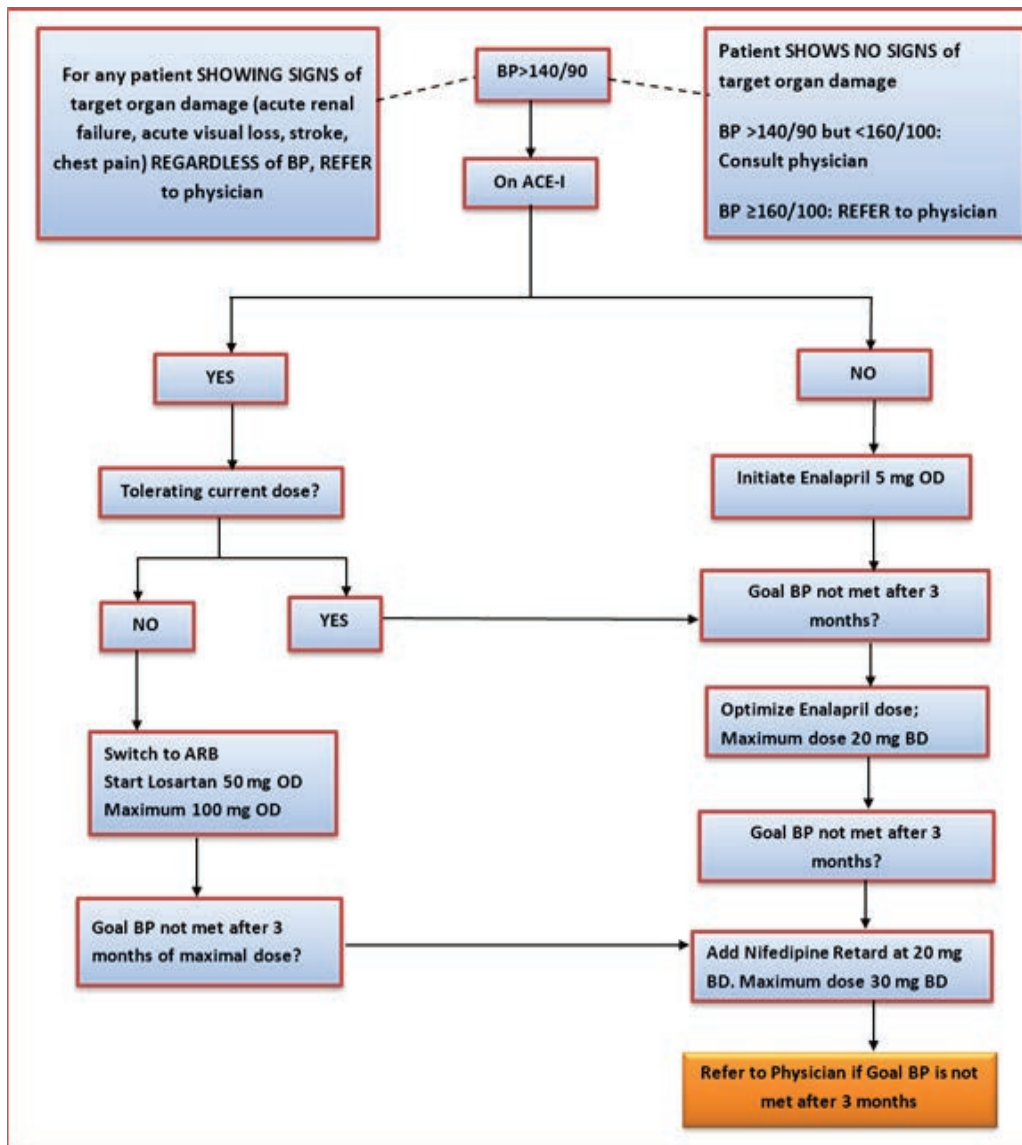 For any patient SHOWING SIGNS of
target organ damage (acute renal
failure, acute visual loss, stroke,
chest pain) REGARDLESS of BP, REFER
to physician
BP>140/90
Patient SHOWS NO SIGNS of
target organ damage
BP >140/90 but <160/100:
Consult physician
BP ≥160/100: REFER to physician
On ACE-I
YES
NO
Tolerating current dose?
Initiate Enalapril 5 mg OD
NO
YES
Goal BP not met after 3
months?
Switch to ARB
Start Losartan 50 mg OD
Maximum 100 mg OD
Optimize Enalapril dose;
Maximum dose 20 mg BD
Goal BP not met after 3
months?
Goal BP not met after 3
months of maximal dose?
Add Nifedipine Retard at 20 mg
BD. Maximum dose 30 mg BD
Refer to Physician if Goal BP is not
met after 3 months